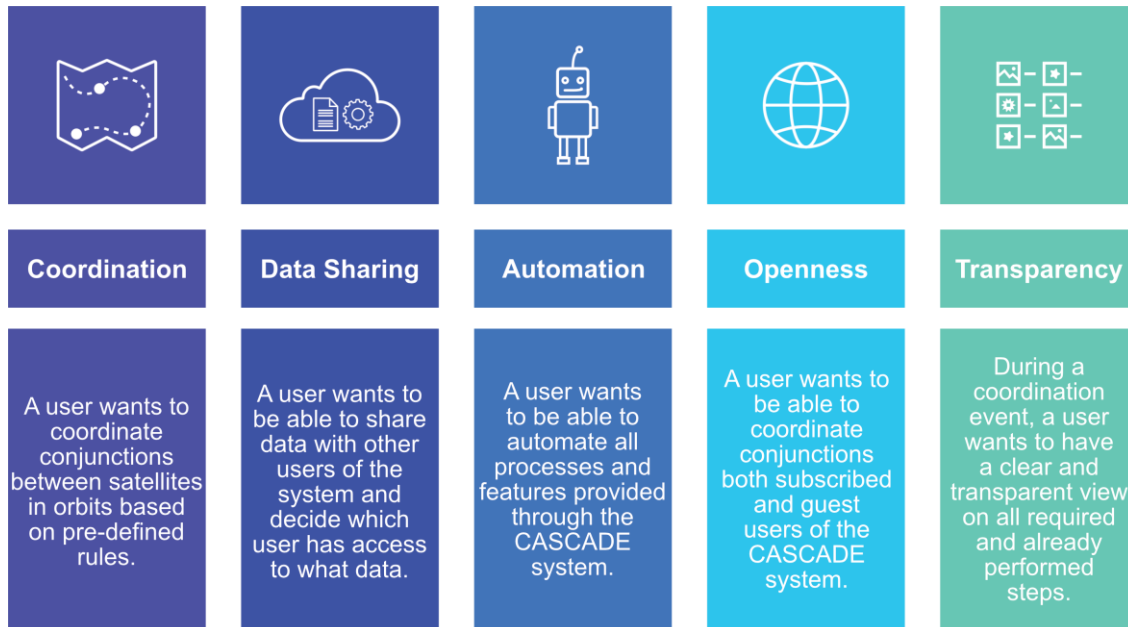 Coordination
Data Sharing
Automation
Openness
Transparency
A user wants to
coordinate
conjunctions
between satellites
in orbits based
on pre-defined
rules.
A user wants to
be able to share
data with other
users of the
system and
decide which
user has access
to what data.
A user wants
to be able to
automate all
processes and
features provided
through the
CASCADE
system.
A user wants to
be able to
coordinate
conjunctions
both subscribed
and guest
users of the
CASCADE
system.
During a
coordination
event, a user
wants to have
a clear and
transparent view
on all required
and already
performed
steps.